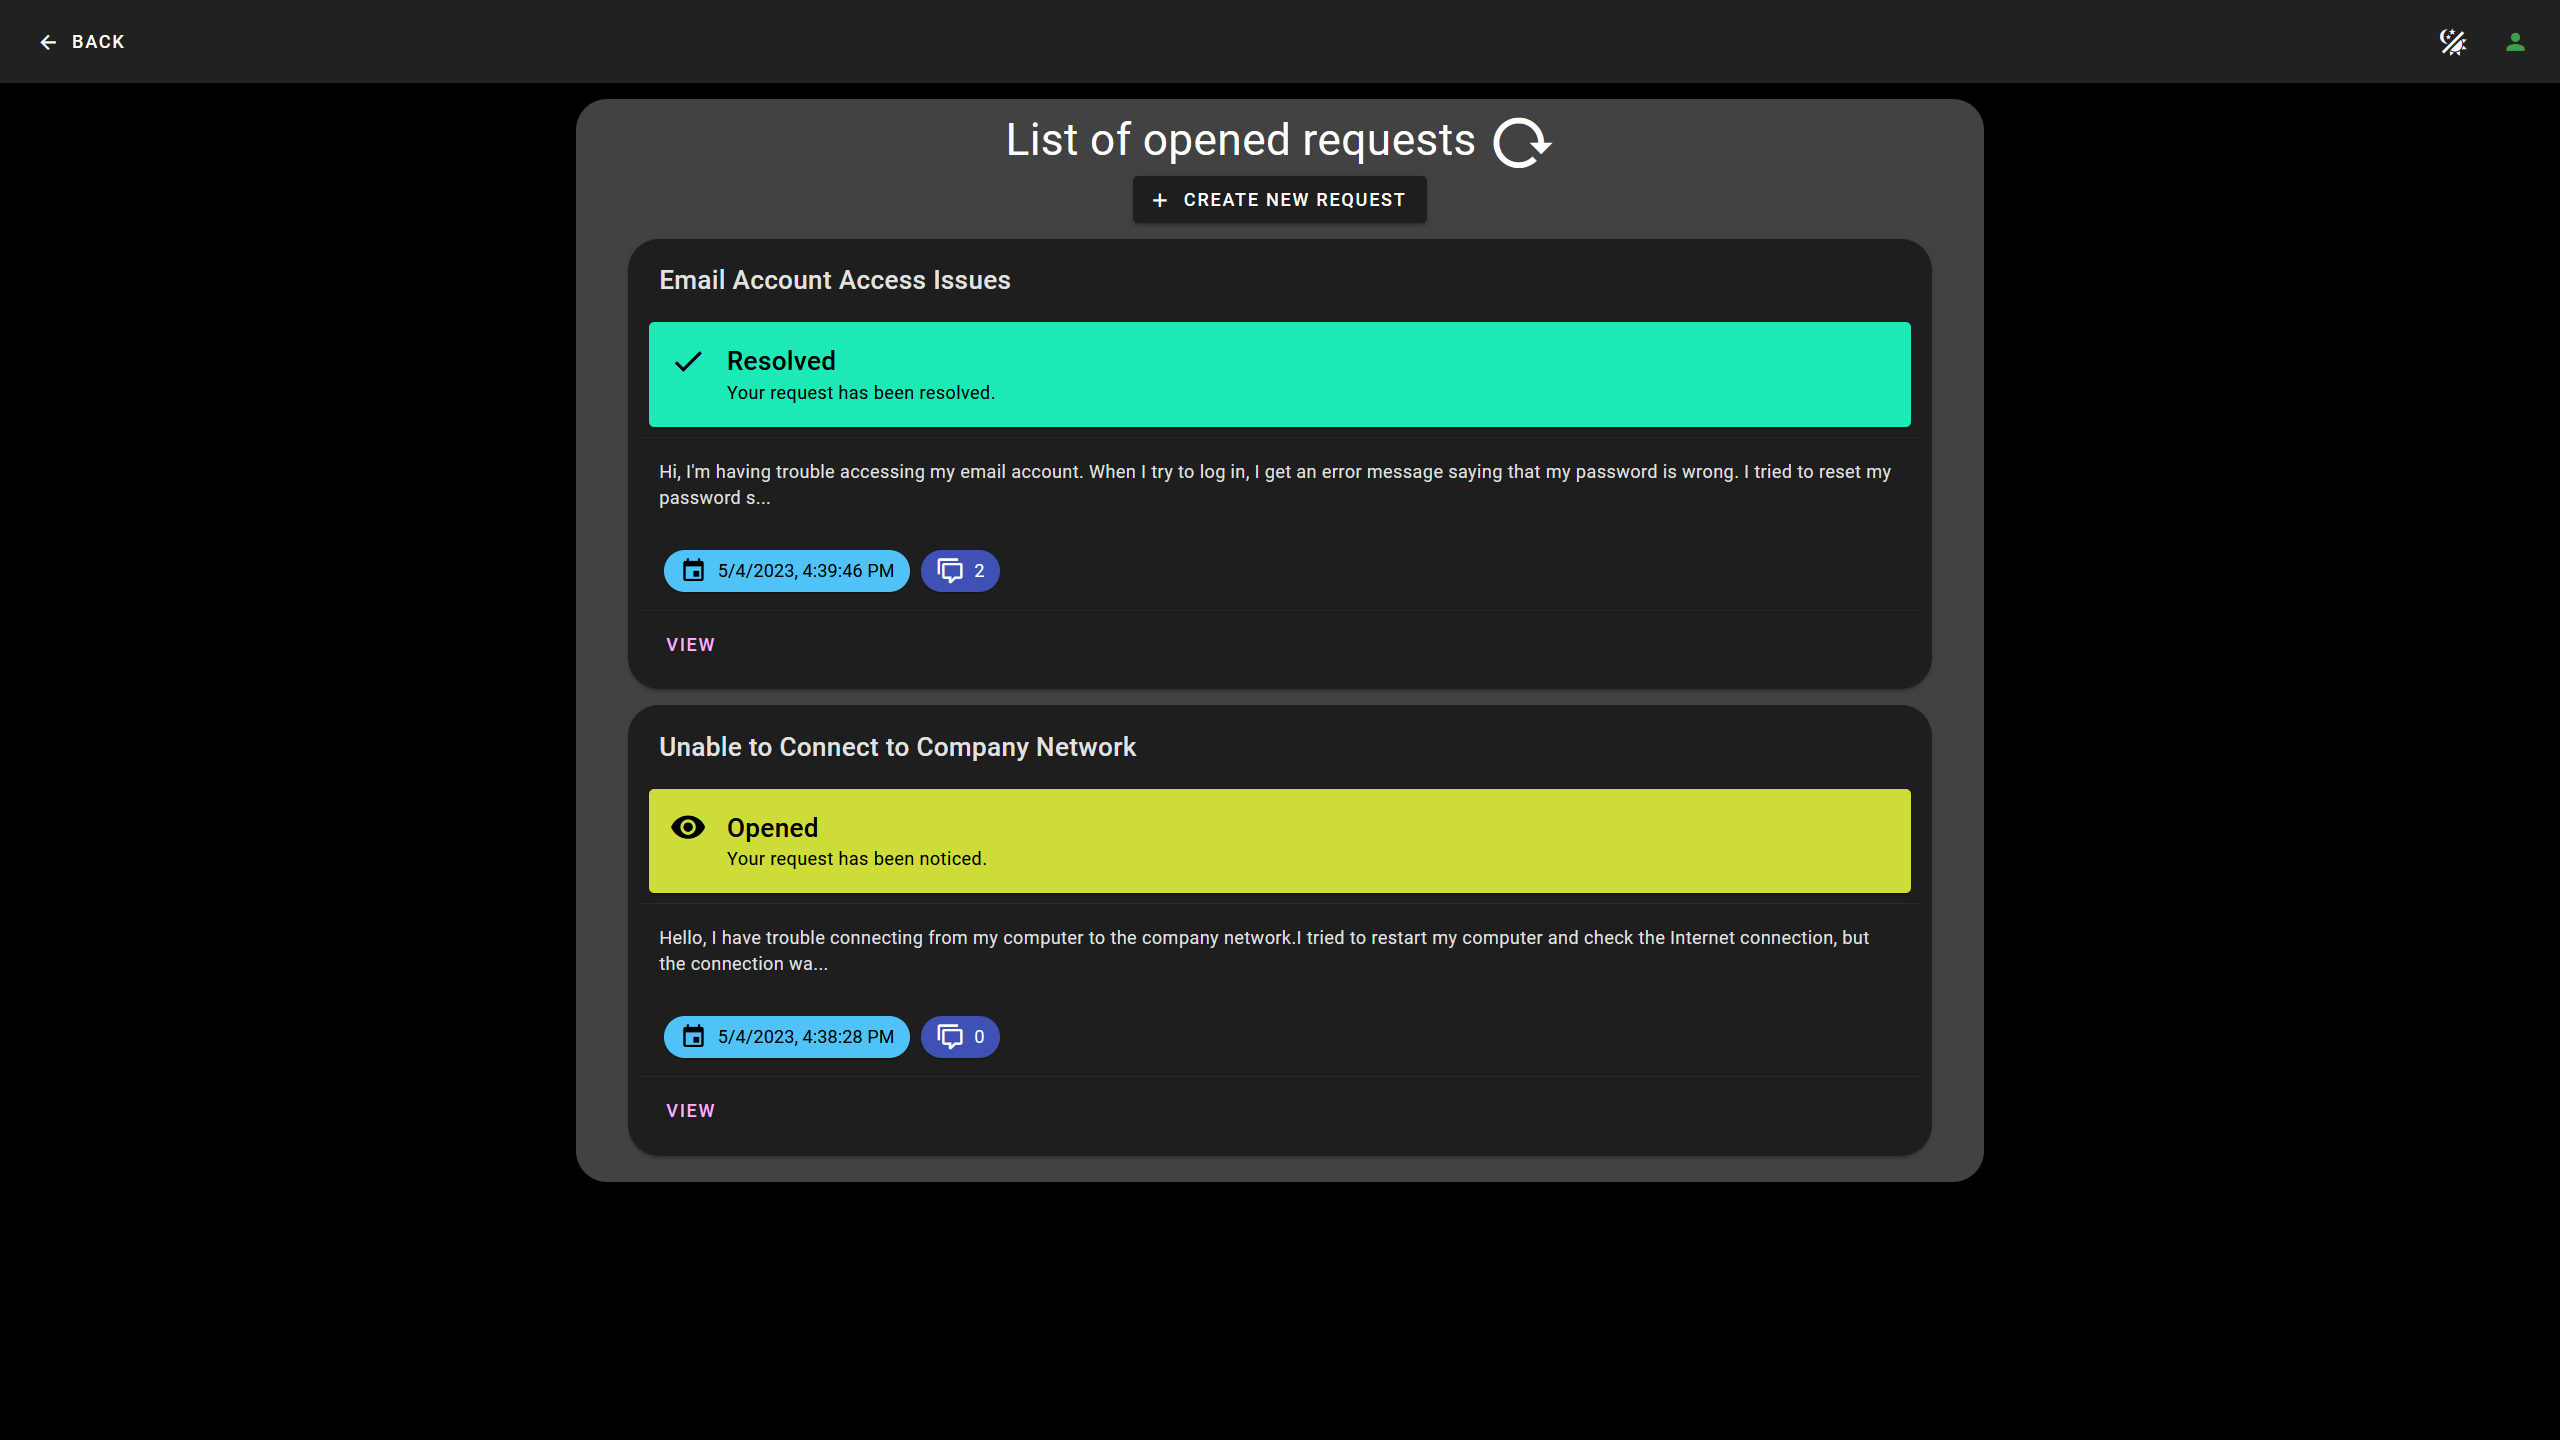 BACK
List of opened requests
CREATE NEW REQUEST
Email Account Access Issues
Resolved
Your request has been resolved.
Hi, I'm having trouble accessing my email account. When I try to log in, I get an error message saying that my password is wrong. I tried to reset my
password s...
5/4/2023, 4:39:46 PM 2
VIEW
Unable to Connect to Company Network
Opened
Your request has been noticed.
Hello, I have trouble connecting from my computer to the company network.I tried to restart my computer and check the Internet connection, but
the connection wa...
5/4/2023, 4:38:28 PM 0
VIEW